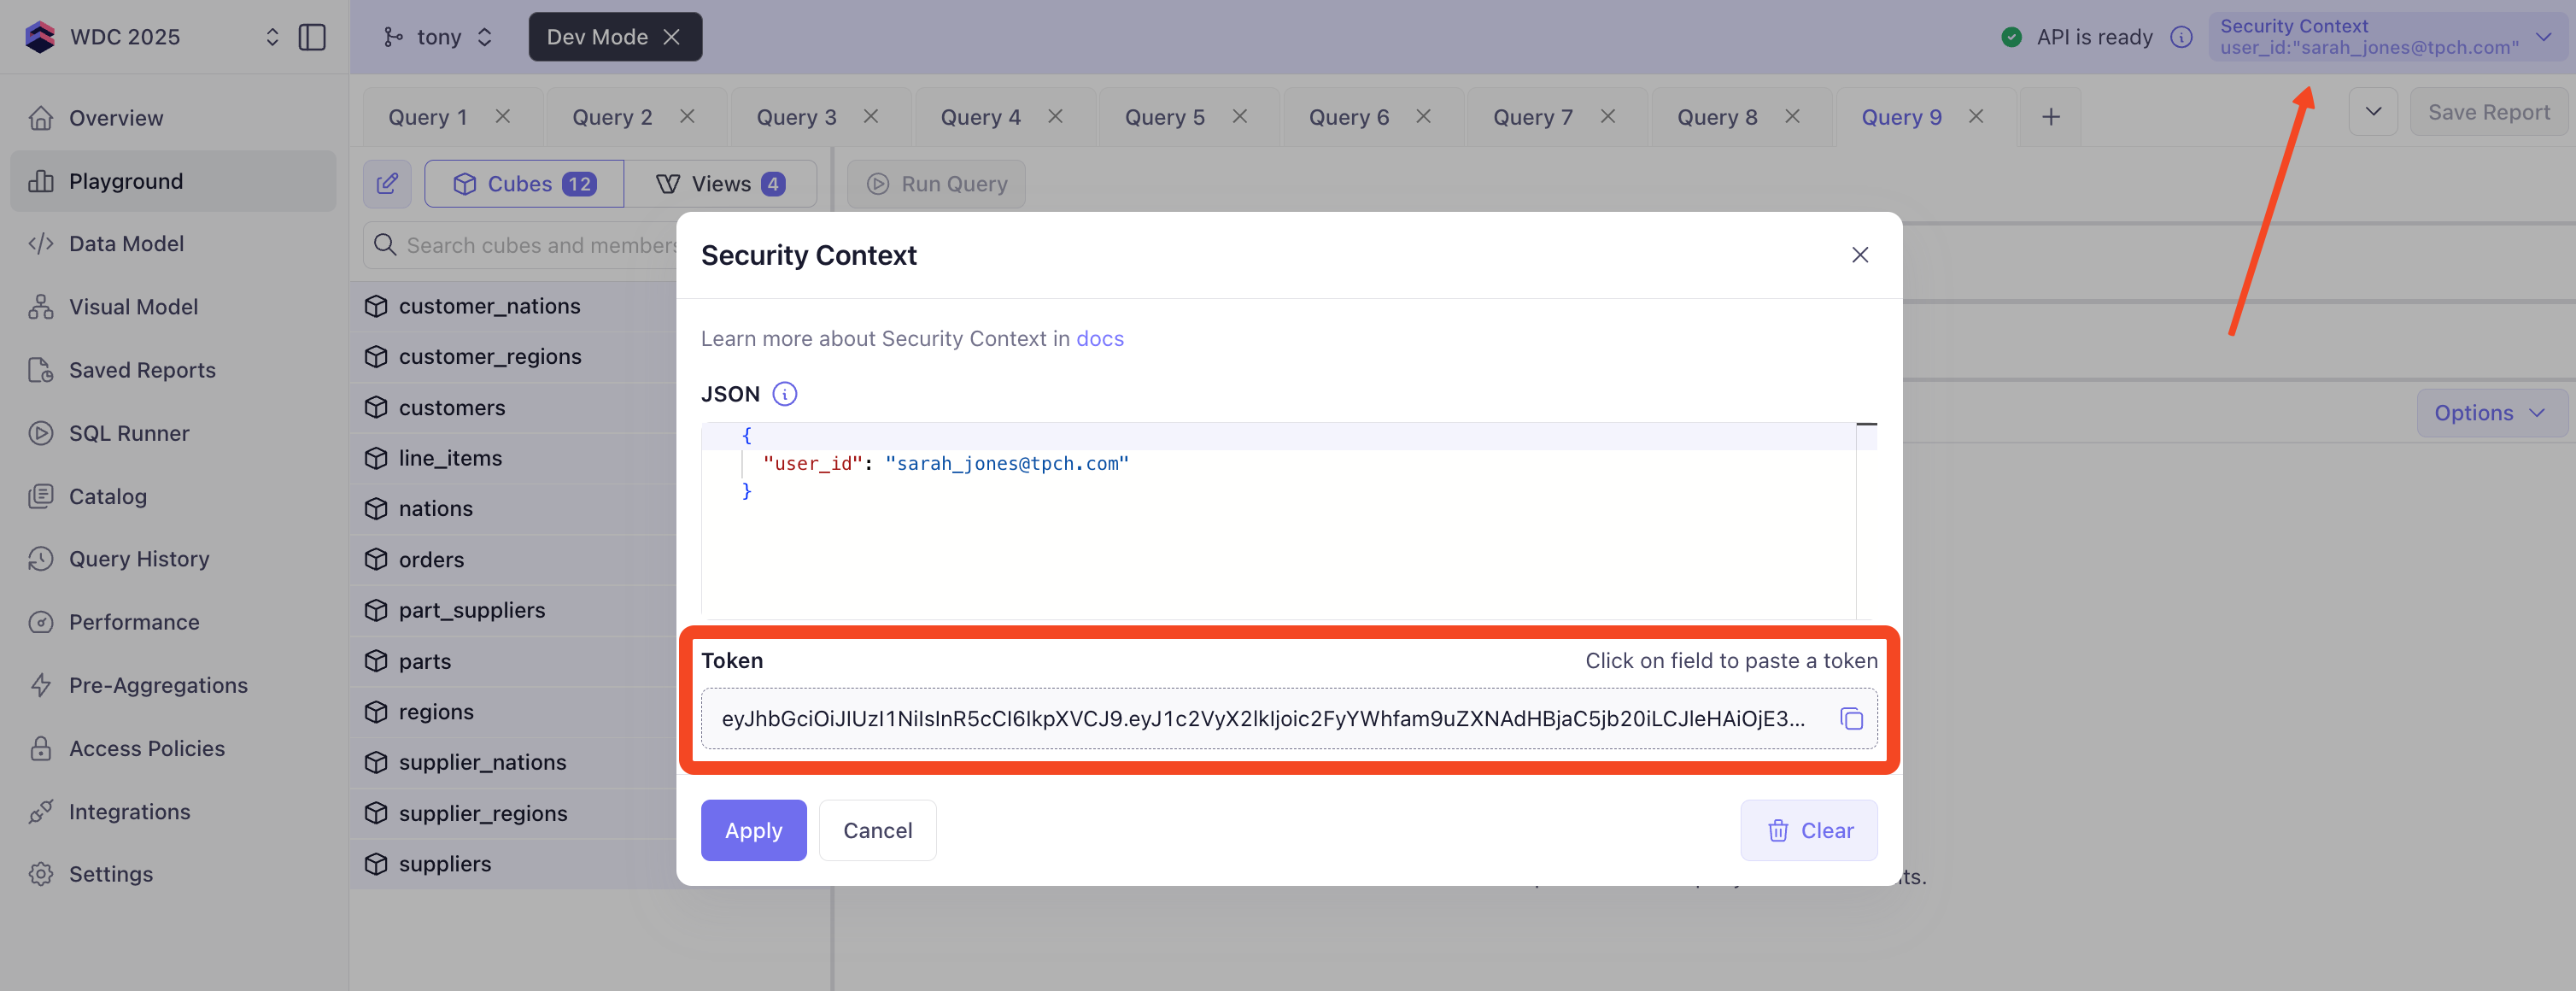 WDC 2025
tony
Dev Mode
API is ready
Security Context
user_id:"sarah_jones@tpch.com"
Overview
Playground
Data Model
Visual Model
Saved Reports
SQL Runner
Catalog
Query History
Performance
Pre-Aggregations
Access Policies
Integrations
Settings
Query 1
Query 2
Query 3
Query 4
Query 5
Query 6
Query 7
Query 8
Query 9
Save Report
Cubes 12
Views 4
Run Query
Search cubes and members
customer_nations
customer_regions
customers
line_items
nations
orders
part_suppliers
parts
regions
supplier_nations
supplier_regions
suppliers
Options
Security Context
Learn more about Security Context in docs
JSON
{
"user_id": "sarah_jones@tpch.com"
}
Token
Click on field to paste a token
eyJhbGciOiJIUzI1NiIsInR5cCI6IkpXVCJ9.eyJ1c2VyX2lkIjoic2FyYWhfam9uZXNAdHBjaC5jb20iLCJleHAiOjE3...
Apply
Cancel
Clear